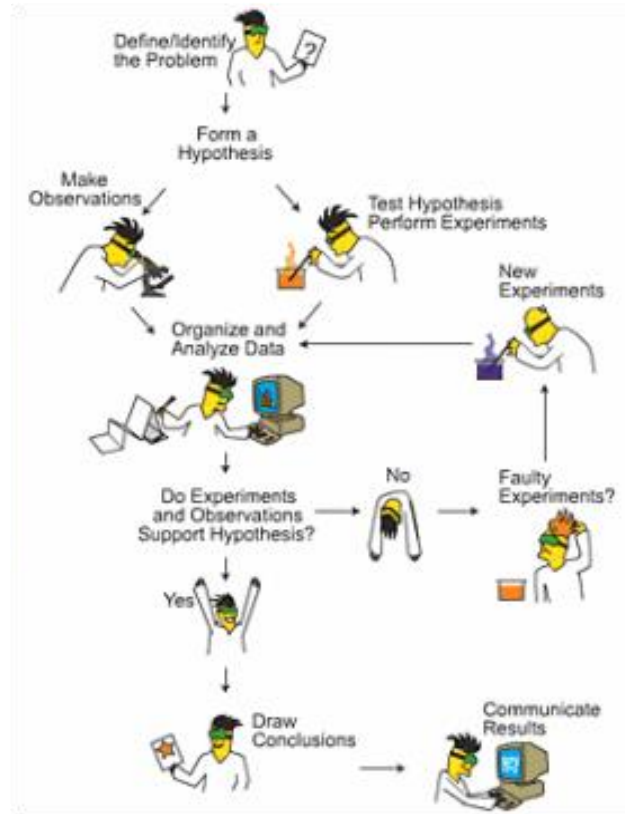 Define/Identify
the Problem
?
Form a
Hypothesis
Make
Observations
Test Hypothesis
Perform Experiments
New
Experiments
Organize and
Analyze Data
No
Faulty
Experiments?
Do Experiments
and Observations
Support Hypothesis?
Yes
Draw
Conclusions
Communicate
Results